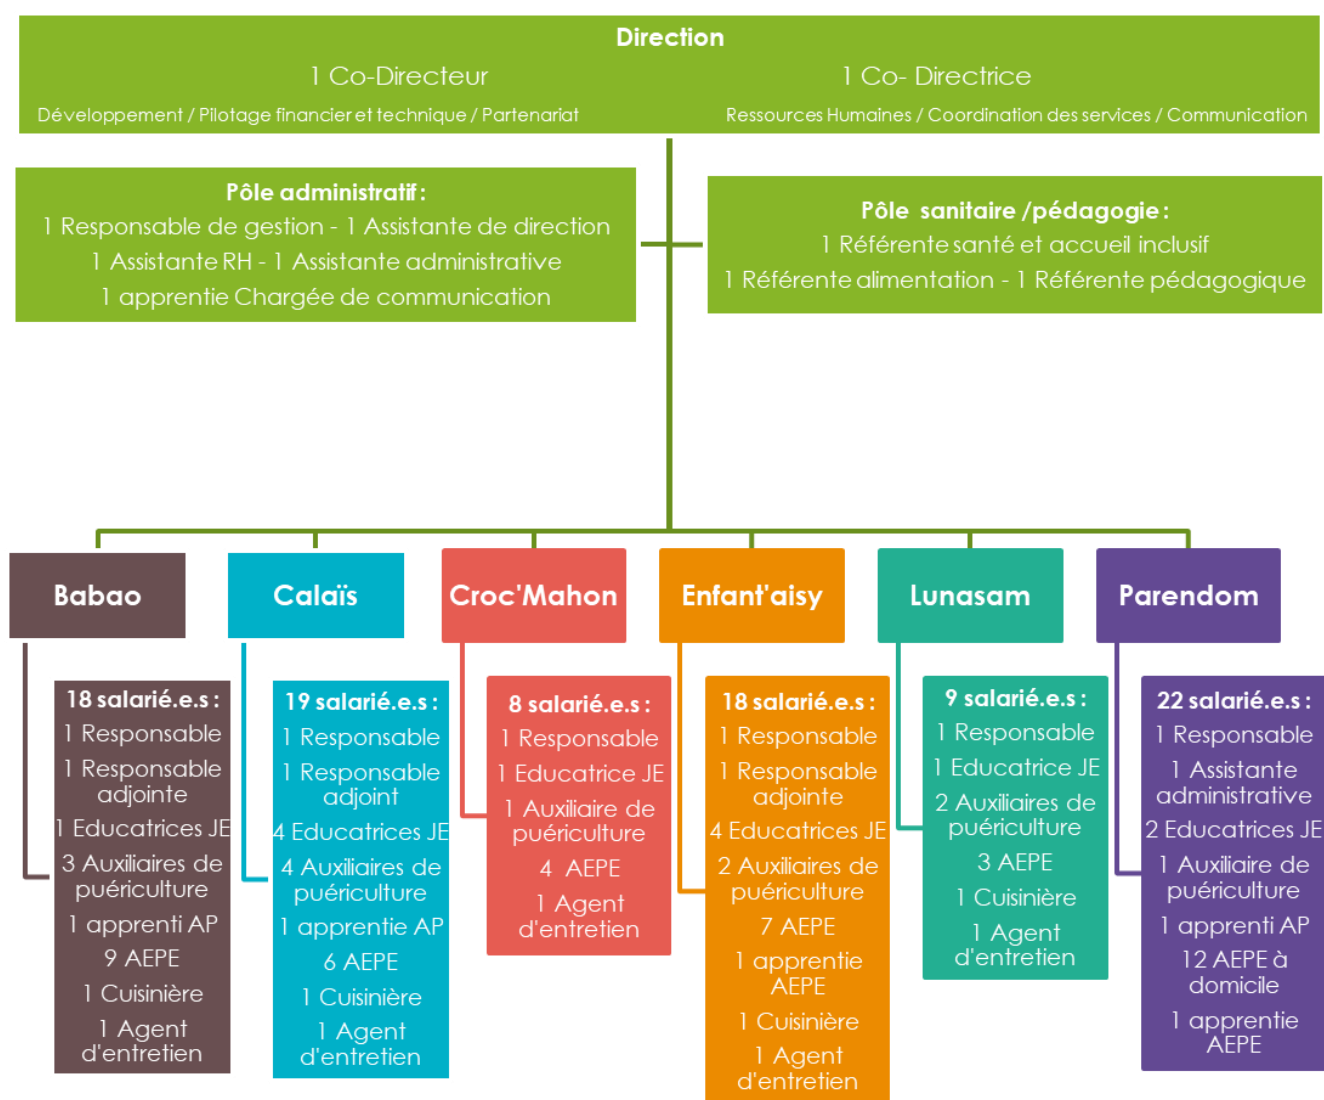 Direction
1 Co-Directeur
1 Co- Directrice
Développement / Pilotage financier et technique / Partenariat
Ressources Humaines / Coordination des services / Communication
Pôle administratif :
1 Responsable de gestion - 1 Assistante de direction
1 Assistante RH - 1 Assistante administrative
1 apprentie Chargée de communication
Pôle sanitaire /pédagogie :
1 Référente santé et accueil inclusif
1 Référente alimentation - 1 Référente pédagogique
Babao
18 salarié.e.s :
1 Responsable
1 Responsable
adjointe
1 Educatrices JE
3 Auxiliaires de
puériculture
1 apprenti AP
9 AEPE
1 Cuisinière
1 Agent
d'entretien
Calaïs
19 salarié.e.s :
1 Responsable
1 Responsable
adjoint
4 Educatrices JE
4 Auxiliaires de
puériculture
1 apprentie AP
6 AEPE
1 Cuisinière
1 Agent
d'entretien
Croc'Mahon
8 salarié.e.s :
1 Responsable
1 Educatrice JE
1 Auxiliaire de
puériculture
4 AEPE
1 Agent
d'entretien
Enfant'aisy
18 salarié.e.s :
1 Responsable
1 Responsable
adjointe
4 Educatrices JE
2 Auxiliaires de
puériculture
7 AEPE
1 apprentie
AEPE
1 Cuisinière
1 Agent
d'entretien
Lunasam
9 salarié.e.s :
1 Responsable
1 Educatrice JE
2 Auxiliaires de
puériculture
3 AEPE
1 Cuisinière
1 Agent
d'entretien
Parendom
22 salarié.e.s :
1 Responsable
1 Assistante
administrative
2 Educatrices JE
1 Auxiliaire de
puériculture
1 apprenti AP
12 AEPE à
domicile
1 apprentie
AEPE